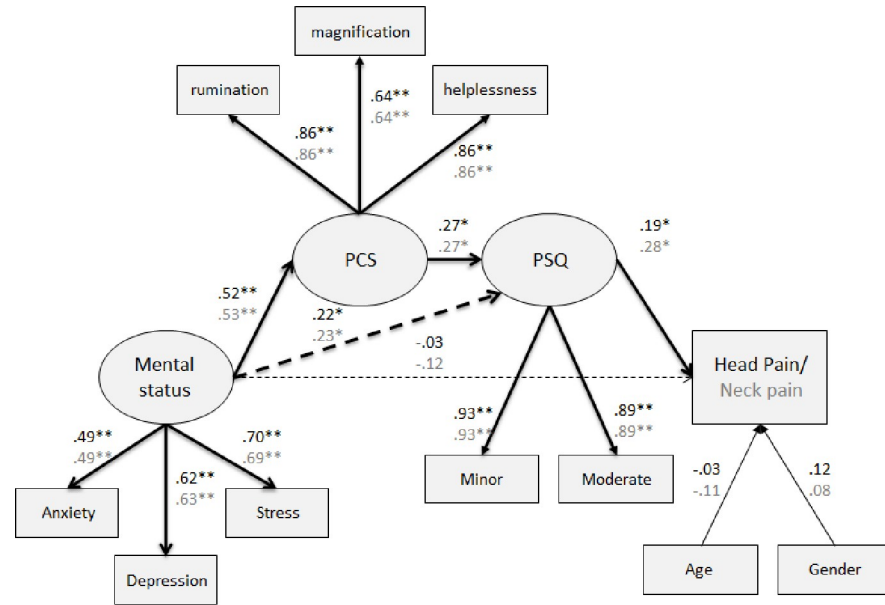 magnification
rumination
helplessness
.64**
.64**
.86**
.86**
.86**
.86**
PCS
.27*
.27*
PSQ
.19*
.28*
.52**
.53**
.22*
.23*
-.03
-.12
Mental
status
Head Pain/
Neck pain
.49**
.49**
.70**
.69**
.62**
.63**
.93**
.93**
.89**
.89**
Anxiety
Stress
Minor
Moderate
-.03
-.11
.12
.08
Depression
Age
Gender